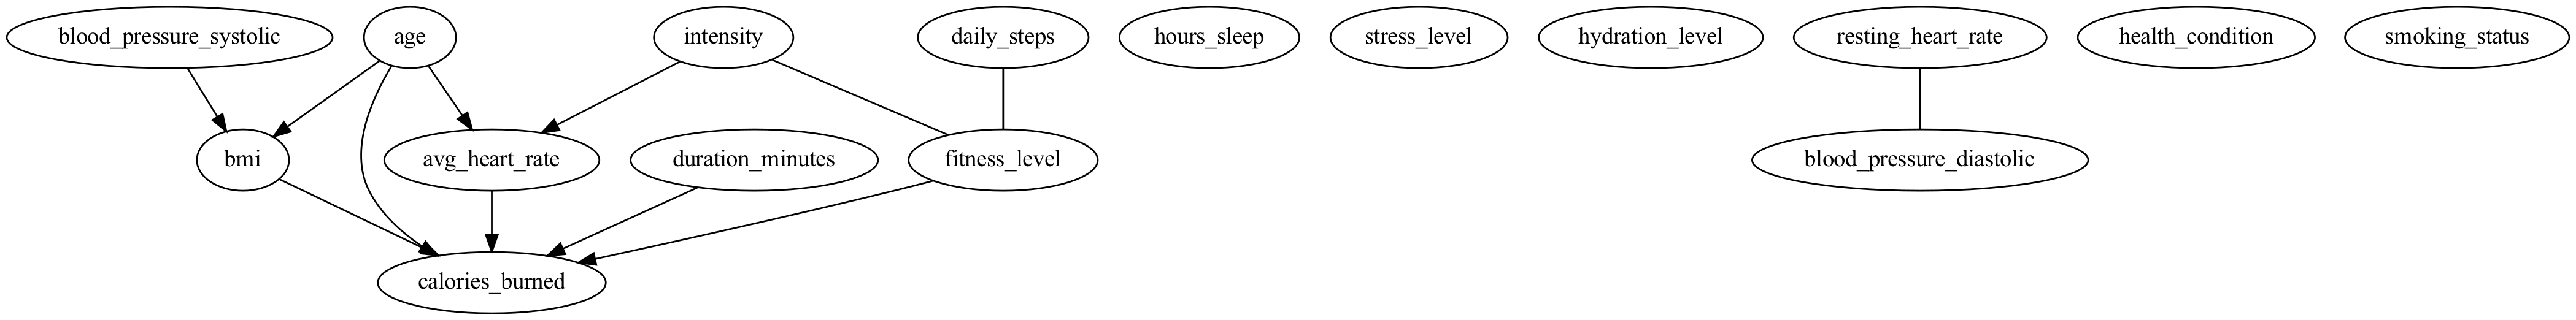 blood_pressure_systolic
age
intensity
daily_steps
hours_sleep
stress_level
hydration_level
resting_heart_rate
health_condition
smoking_status
bmi
avg_heart_rate
duration_minutes
fitness_level
blood_pressure_diastolic
calories_burned